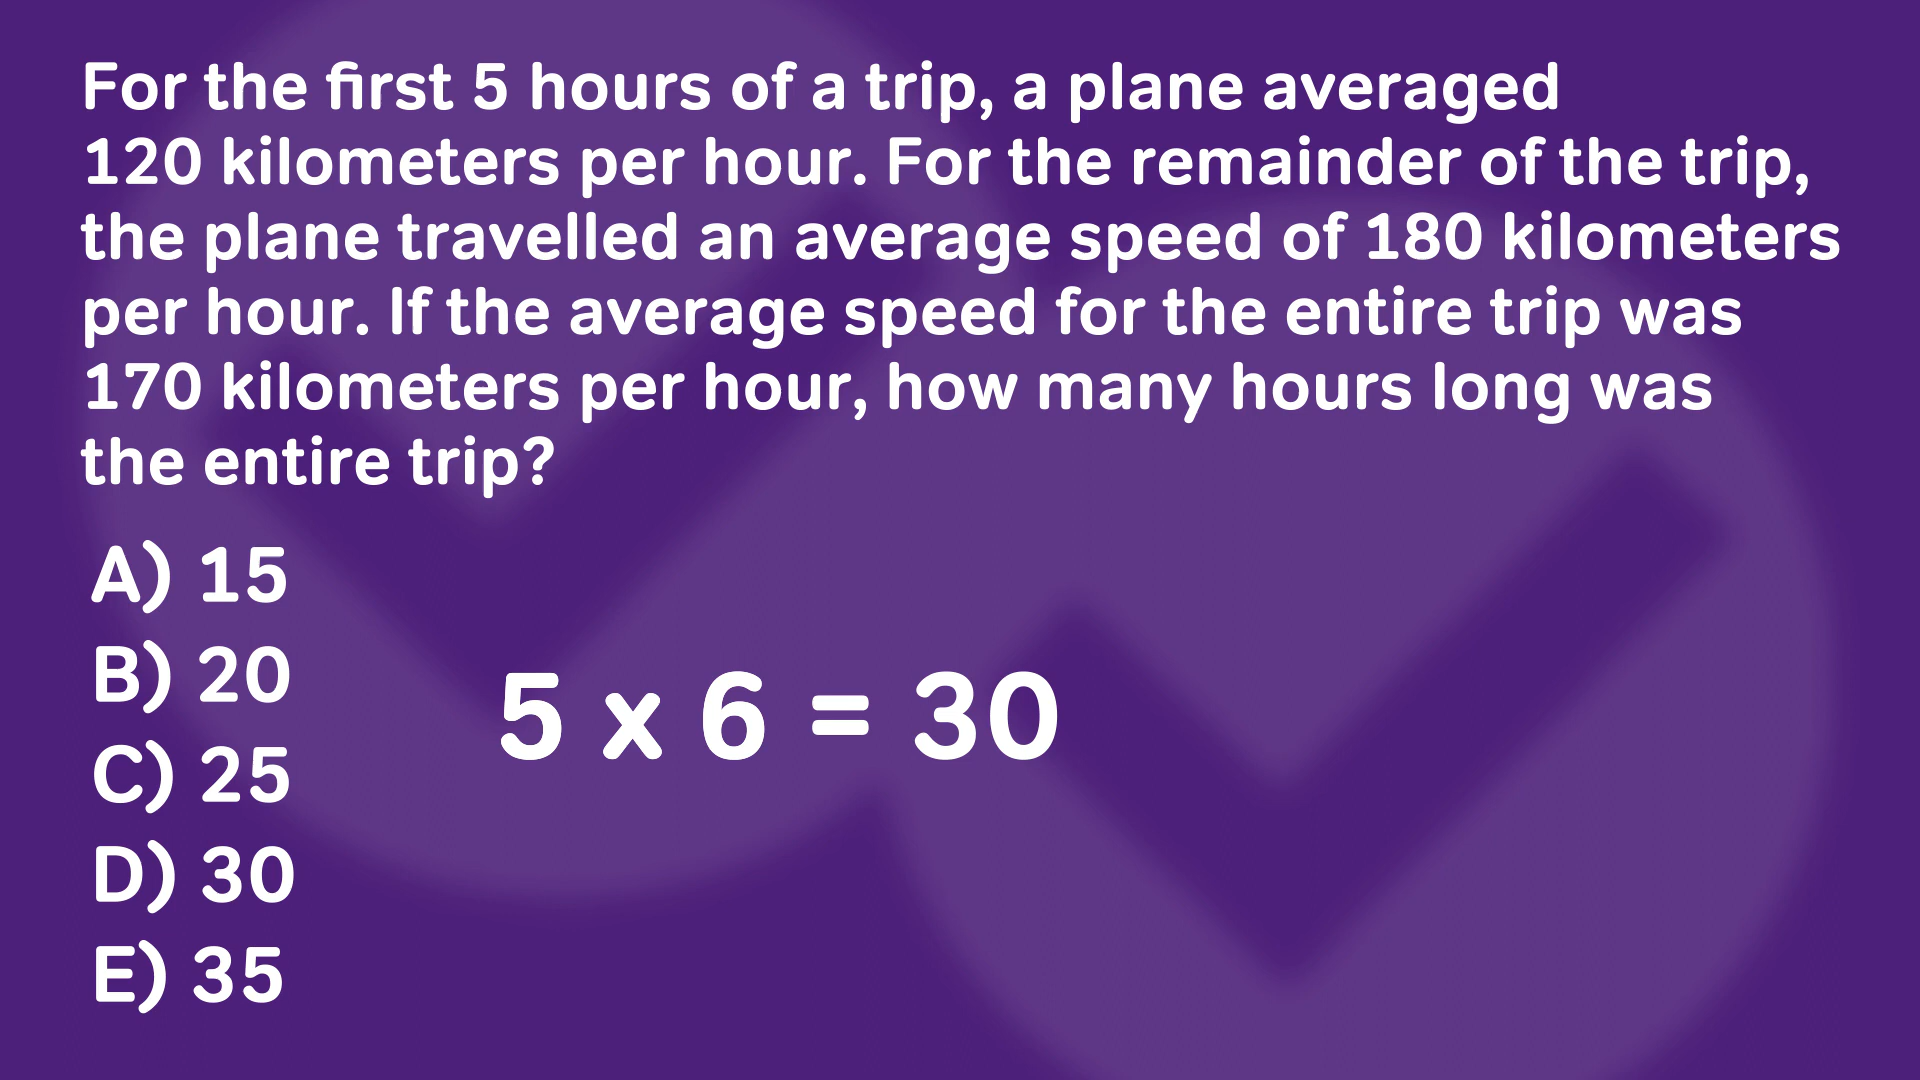 For the first 5 hours of a trip, a plane averaged
120 kilometers per hour. For the remainder of the trip,
the plane travelled an average speed of 180 kilometers
per hour. If the average speed for the entire trip was
170 kilometers per hour, how many hours long was
the entire trip?
A) 15
B) 20
5 x 6 = 30
C) 25
D) 30
E) 35